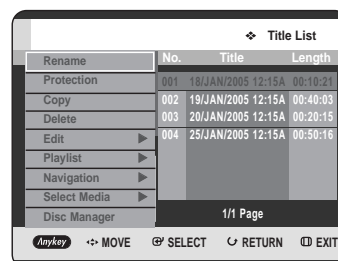 ❖ Title List
No. Title Length
Rename
Protection
Copy
Delete
Edit ▶
Playlist ▶
Navigation ▶
Select Media ▶
Disc Manager
001 18/JAN/2005 12:15A 00:10:21
002 19/JAN/2005 12:15A 00:40:03
003 20/JAN/2005 12:15A 00:20:15
004 25/JAN/2005 12:15A 00:50:16
1/1 Page
Anykey MOVE SELECT RETURN EXIT